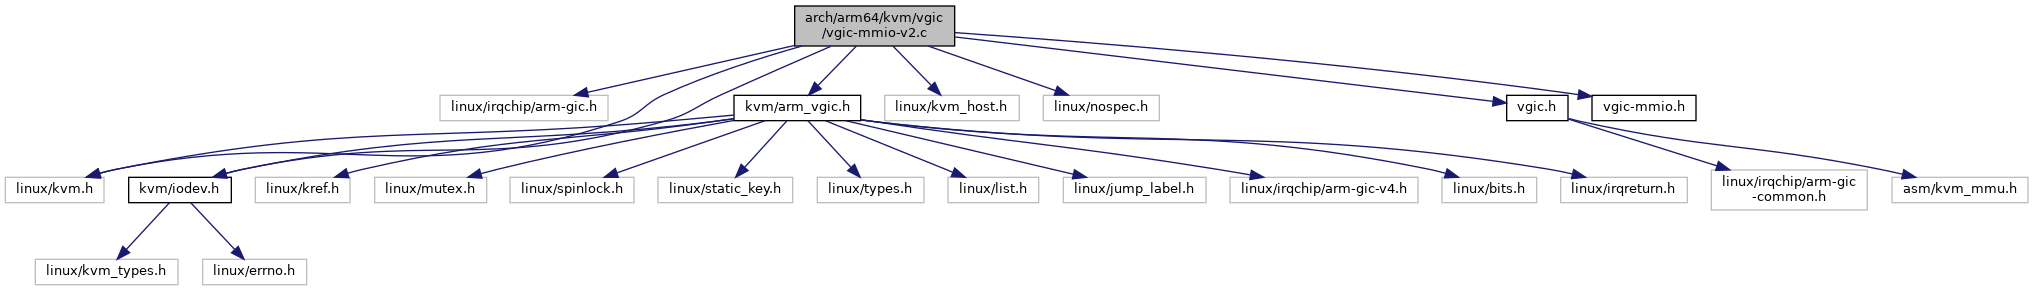 arch/arm64/kvm/vgic
/vgic-mmio-v2.c
linux/irqchip/arm-gic.h
kvm/arm_vgic.h
linux/kvm_host.h
linux/nospec.h
vgic.h
vgic-mmio.h
linux/kvm.h
kvm/iodev.h
linux/kref.h
linux/mutex.h
linux/spinlock.h
linux/static_key.h
linux/types.h
linux/list.h
linux/jump_label.h
linux/irqchip/arm-gic-v4.h
linux/bits.h
linux/irqreturn.h
linux/irqchip/arm-gic
-common.h
asm/kvm_mmu.h
linux/kvm_types.h
linux/errno.h